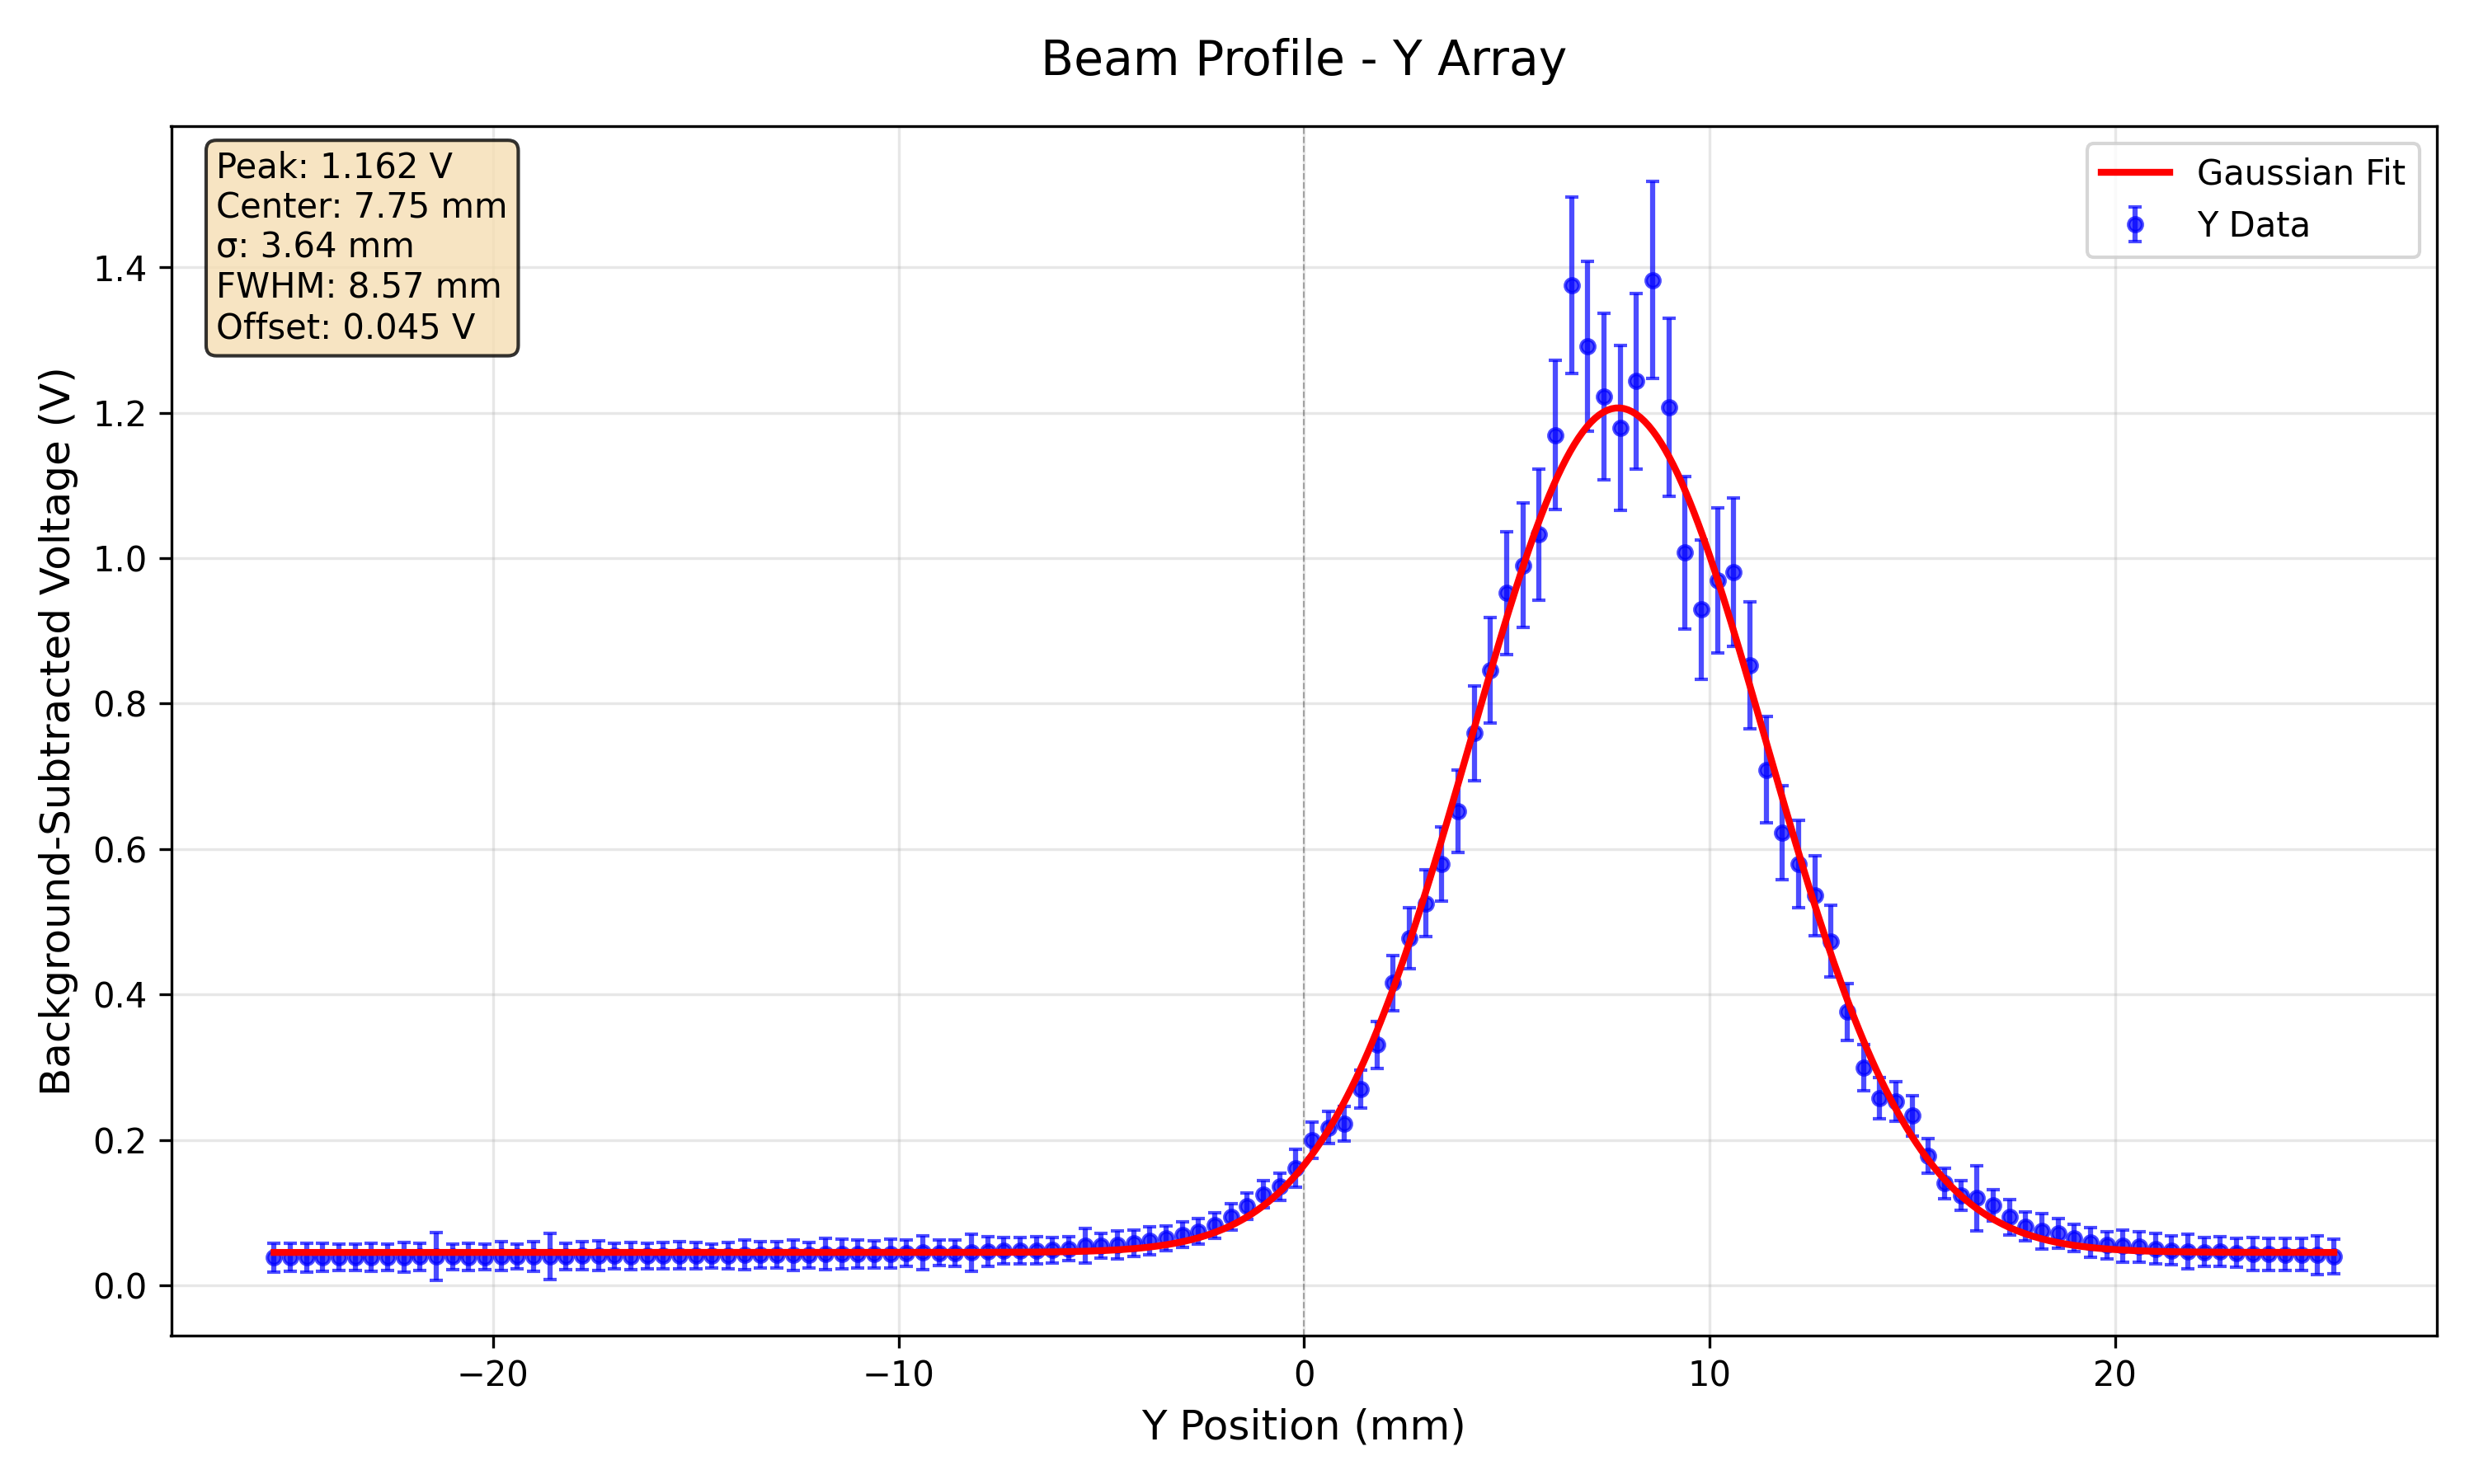 Beam Profile - Y Array
Peak: 1.162 V
Center: 7.75 mm
σ: 3.64 mm
FWHM: 8.57 mm
Offset: 0.045 V
Gaussian Fit
Y Data
Background-Subtracted Voltage (V)
1.4
1.2
1.0
0.8
0.6
0.4
0.2
0.0
−20 −10 0 10 20
Y Position (mm)